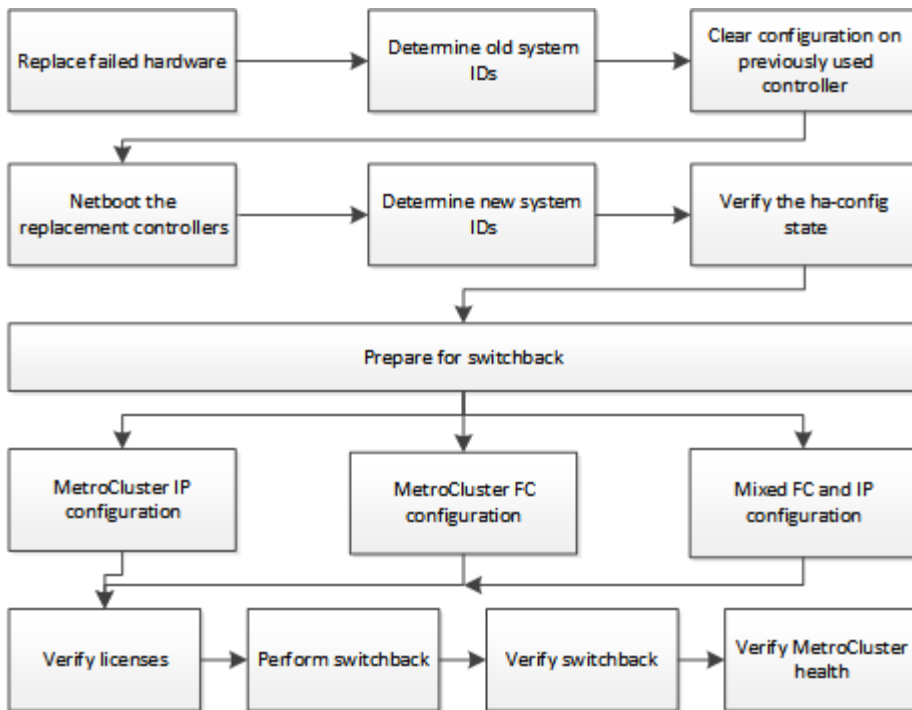 Replace failed hardware
Determine old system
IDs
Clear configuration on
previously used
controller
Netboot the
replacement controllers
Determine new system
IDs
Verify the ha-config
state
Prepare for switchback
MetroCluster IP
configuration
MetroCluster FC
configuration
Mixed FC and IP
configuration
Verify licenses
Perform switchback
Verify switchback
Verify MetroCluster
health